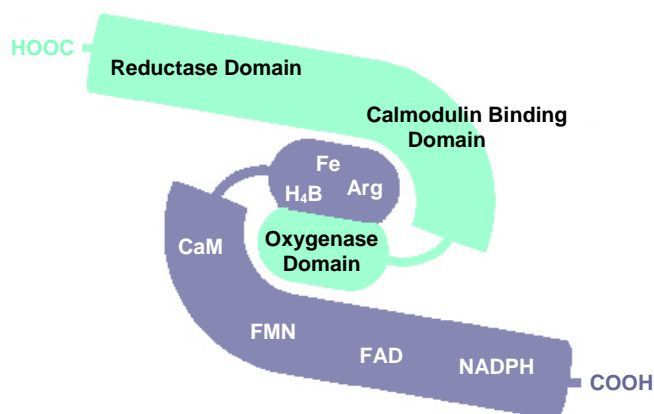 HOOC
Reductase Domain
Calmodulin Binding
Domain
Fe
H₄B
Arg
Oxygenase
Domain
CaM
FMN
FAD
NADPH
COOH